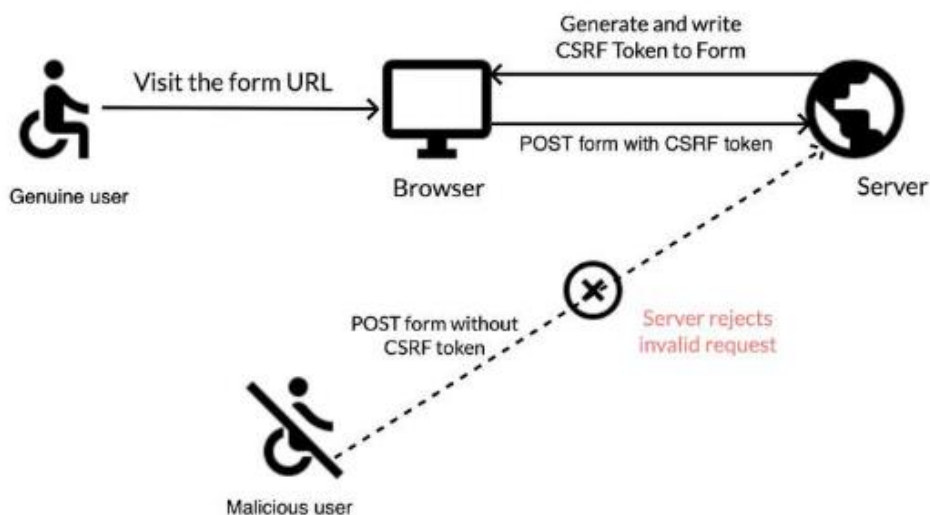 Generate and write
CSRF Token to Form
Visit the form URL
POST form with CSRF token
Genuine user
Browser
Server
POST form without
CSRF token
Server rejects
invalid request
Malicious user